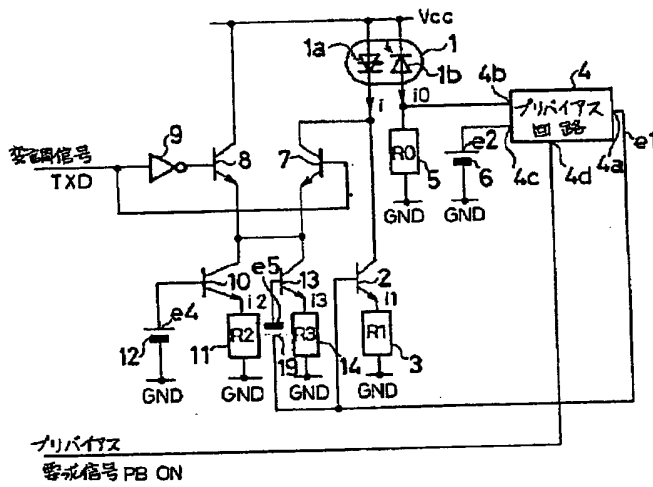 Vcc
1a
1
1b
4b
4
i
i0
プリバイアス
回路
変調信号
TXD
9
8
7
R0
5
e2
6
4c
4d
4a
e1
GND
GND
e5
13
10
2
e4
i2
i3
i1
12
11
R2
19
R3
14
R1
3
GND
GND
GND
GND
プリバイアス
要求信号 PB ON